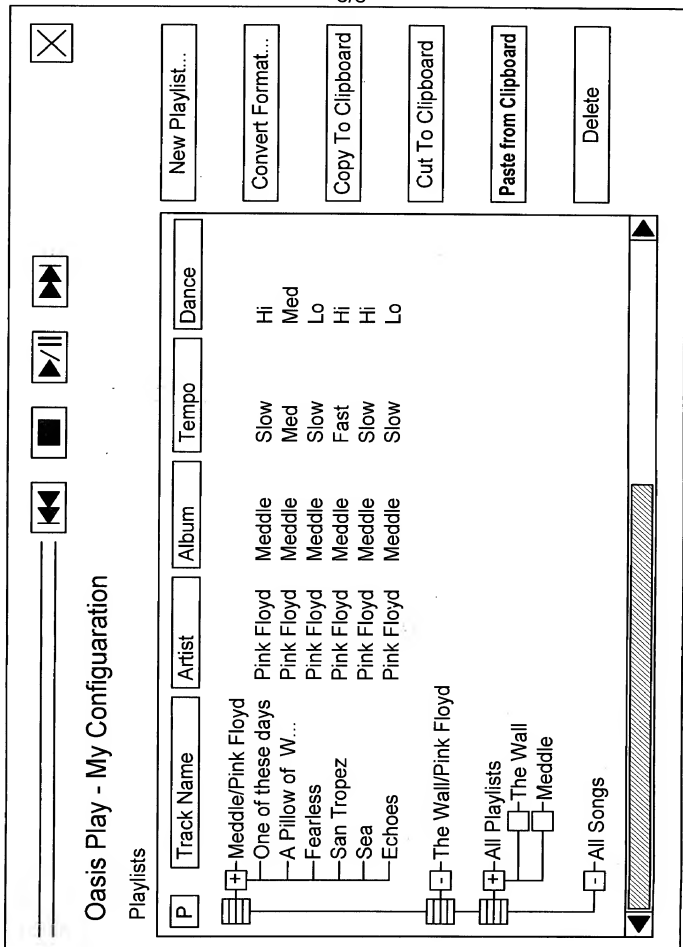 Oasis Play - My Configuaration
Playlists
P Track Name Artist Album Tempo Dance
+ Meddle/Pink Floyd
One of these days Pink Floyd Meddle Slow Hi
A Pillow of W... Pink Floyd Meddle Med Med
Fearless Pink Floyd Meddle Slow Lo
San Tropez Pink Floyd Meddle Fast Hi
Sea Pink Floyd Meddle Slow Hi
Echoes Pink Floyd Meddle Slow Lo
- The Wall/Pink Floyd
+ All Playlists
The Wall
Meddle
- All Songs
New Playlist...
Convert Format...
Copy To Clipboard
Cut To Clipboard
Paste from Clipboard
Delete